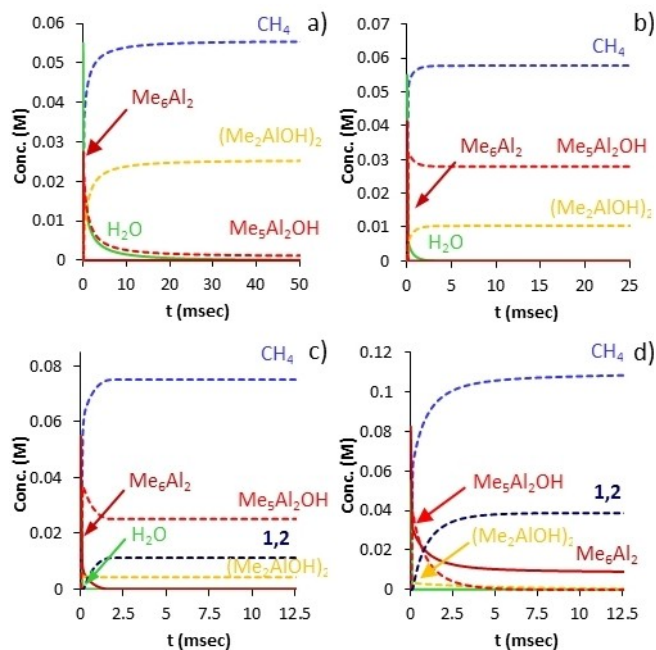 a)
Conc. (M)
0.06
0.05
0.04
0.03
0.02
0.01
0
CH₄
Me₆Al₂
(Me₂AlOH)₂
H₂O
Me₅Al₂OH
0 10 20 30 40 50
t (msec)
b)
Conc. (M)
0.07
0.06
0.05
0.04
0.03
0.02
0.01
0
CH₄
Me₆Al₂
Me₅Al₂OH
(Me₂AlOH)₂
H₂O
0 5 10 15 20 25
t (msec)
c)
Conc. (M)
0.08
0.06
0.04
0.02
0
CH₄
Me₆Al₂
Me₅Al₂OH
H₂O
1,2
(Me₂AlOH)₂
0 2.5 5 7.5 10 12.5
t (msec)
d)
Conc. (M)
0.12
0.1
0.08
0.06
0.04
0.02
0
CH₄
Me₅Al₂OH
1,2
(Me₂AlOH)₂
Me₆Al₂
0 2.5 5 7.5 10 12.5
t (msec)